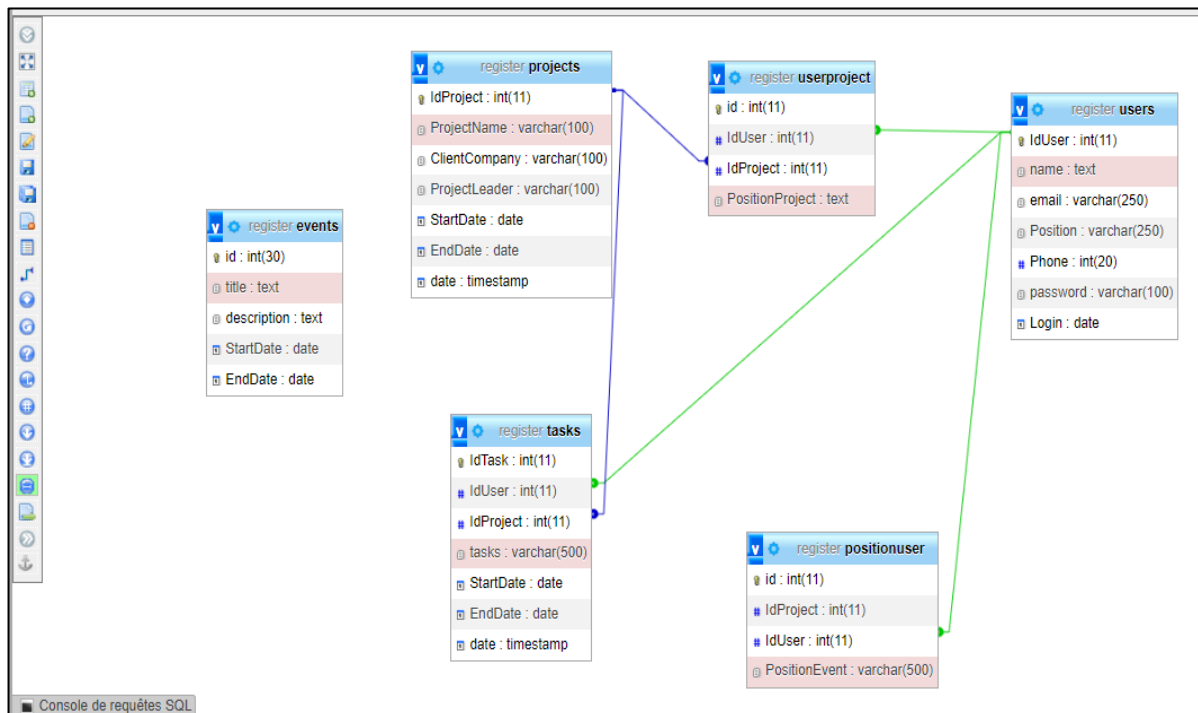 register projects
IdProject : int(11)
ProjectName : varchar(100)
ClientCompany : varchar(100)
ProjectLeader : varchar(100)
StartDate : date
EndDate : date
date : timestamp
register userproject
id : int(11)
IdUser : int(11)
IdProject : int(11)
PositionProject : text
register users
IdUser : int(11)
name : text
email : varchar(250)
Position : varchar(250)
Phone : int(20)
password : varchar(100)
Login : date
register events
id : int(30)
title : text
description : text
StartDate : date
EndDate : date
register tasks
IdTask : int(11)
IdUser : int(11)
IdProject : int(11)
tasks : varchar(500)
StartDate : date
EndDate : date
date : timestamp
register positionuser
id : int(11)
IdProject : int(11)
IdUser : int(11)
PositionEvent : varchar(500)
Console de requêtes SQL